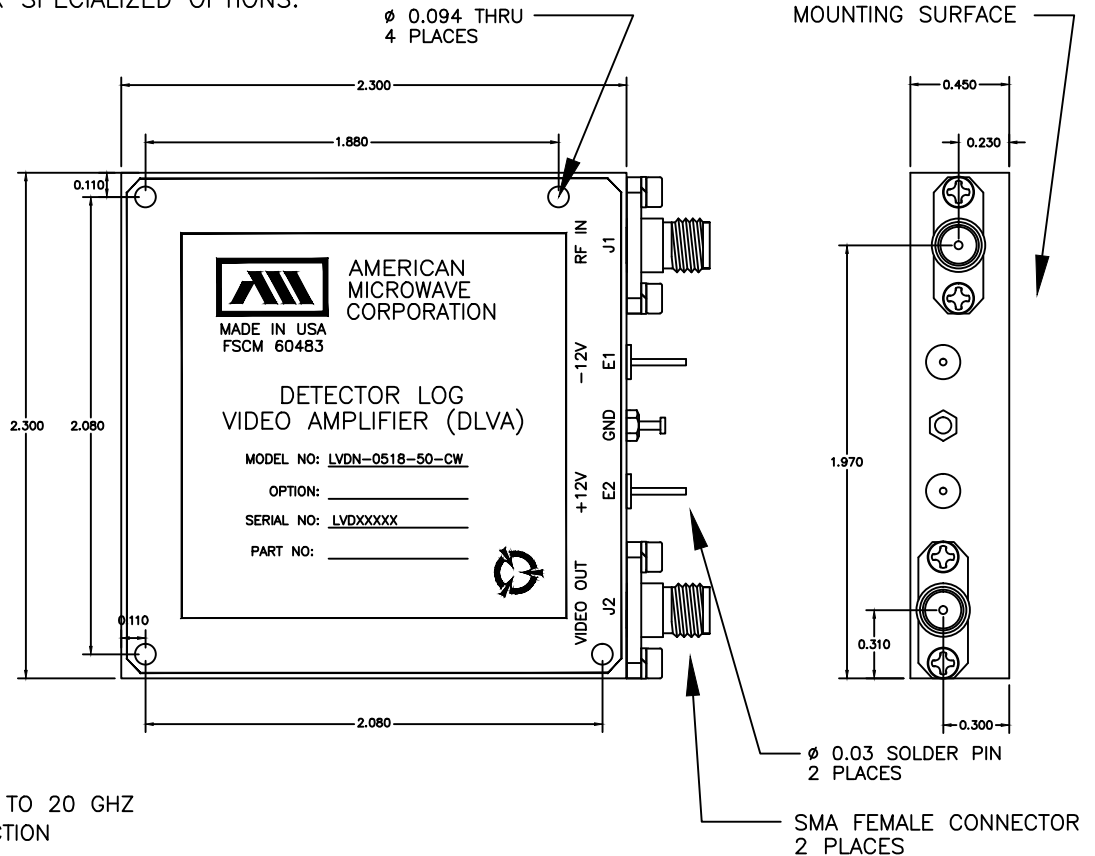 SPECIALIZED OPTIONS.
ø 0.094 THRU
4 PLACES
MOUNTING SURFACE
2.300
0.450
1.880
0.230
0.110
RF IN
J1
AMERICAN
MICROWAVE
CORPORATION
MADE IN USA
FSCM 60483
-12V
E1
DETECTOR LOG
VIDEO AMPLIFIER (DLVA)
GND
2.300
2.080
MODEL NO: LVDN-0518-50-CW
OPTION:
SERIAL NO: LVDXXXXX
PART NO:
+12V
E2
1.970
VIDEO OUT
J2
0.110
0.310
2.080
0.300
ø 0.03 SOLDER PIN
2 PLACES
TO 20 GHZ
SMA FEMALE CONNECTOR
2 PLACES